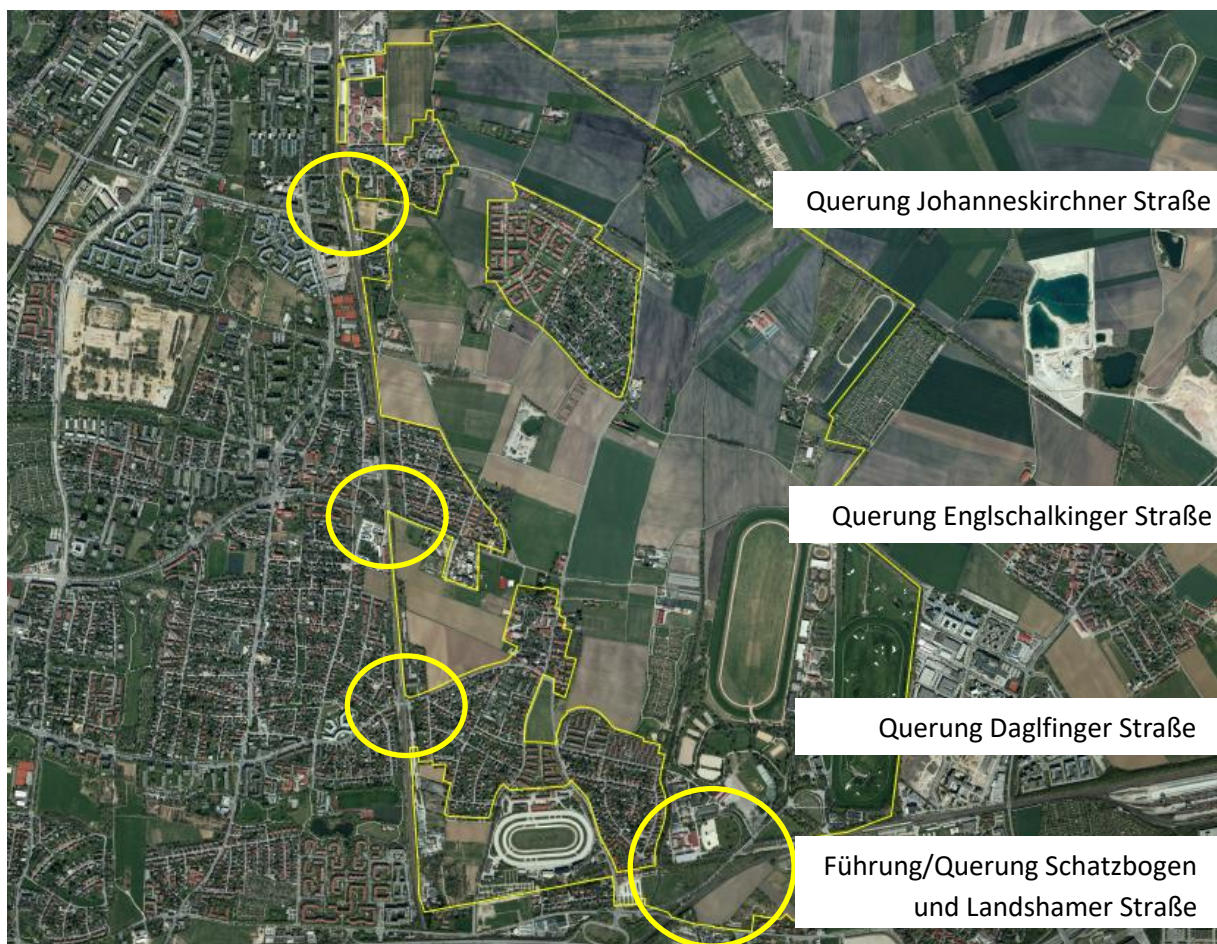 Querung Johanneskirchner Straße
Querung Englschalkinger Straße
Querung Daglfinger Straße
Führung/Querung Schatzbogen
und Landshamer Straße